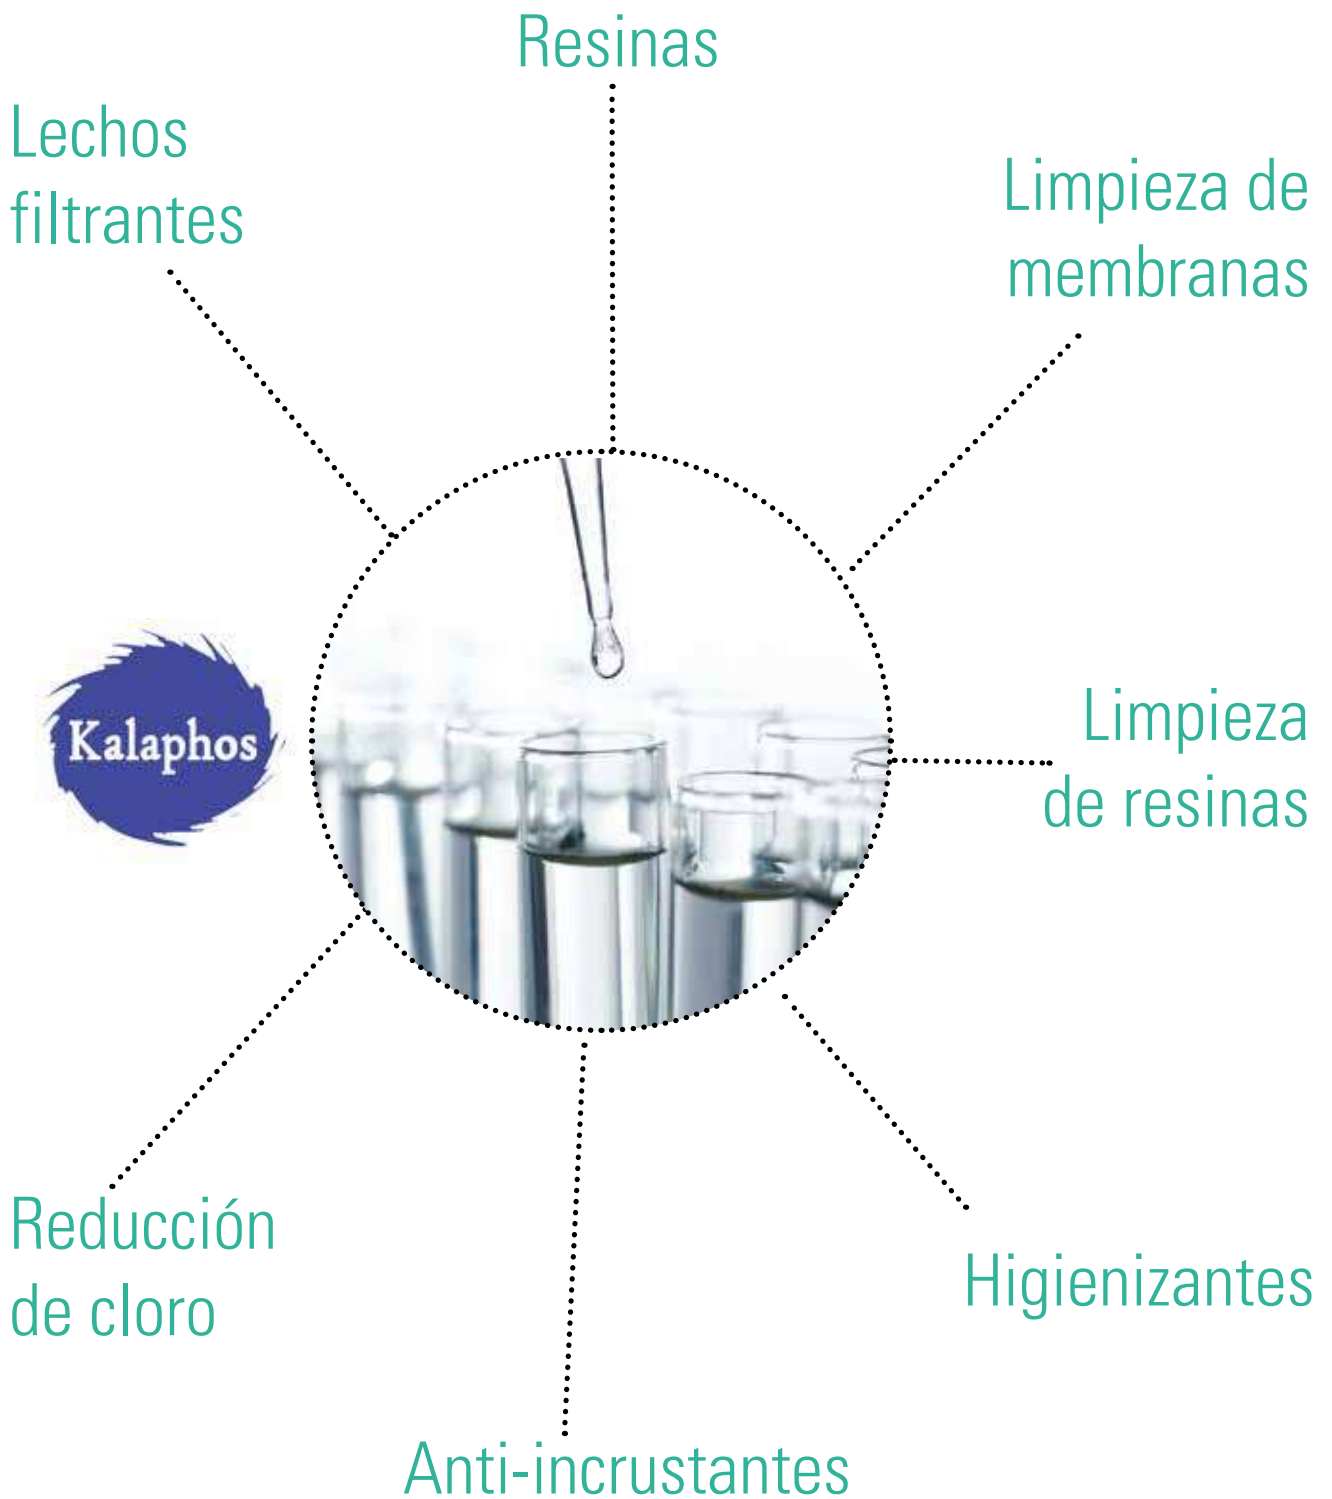 Resinas
Lechos
filtrantes
Limpieza de
membranas
Kalaphos
Limpieza
de resinas
Reducción
de cloro
Higienizantes
Anti-incrustantes